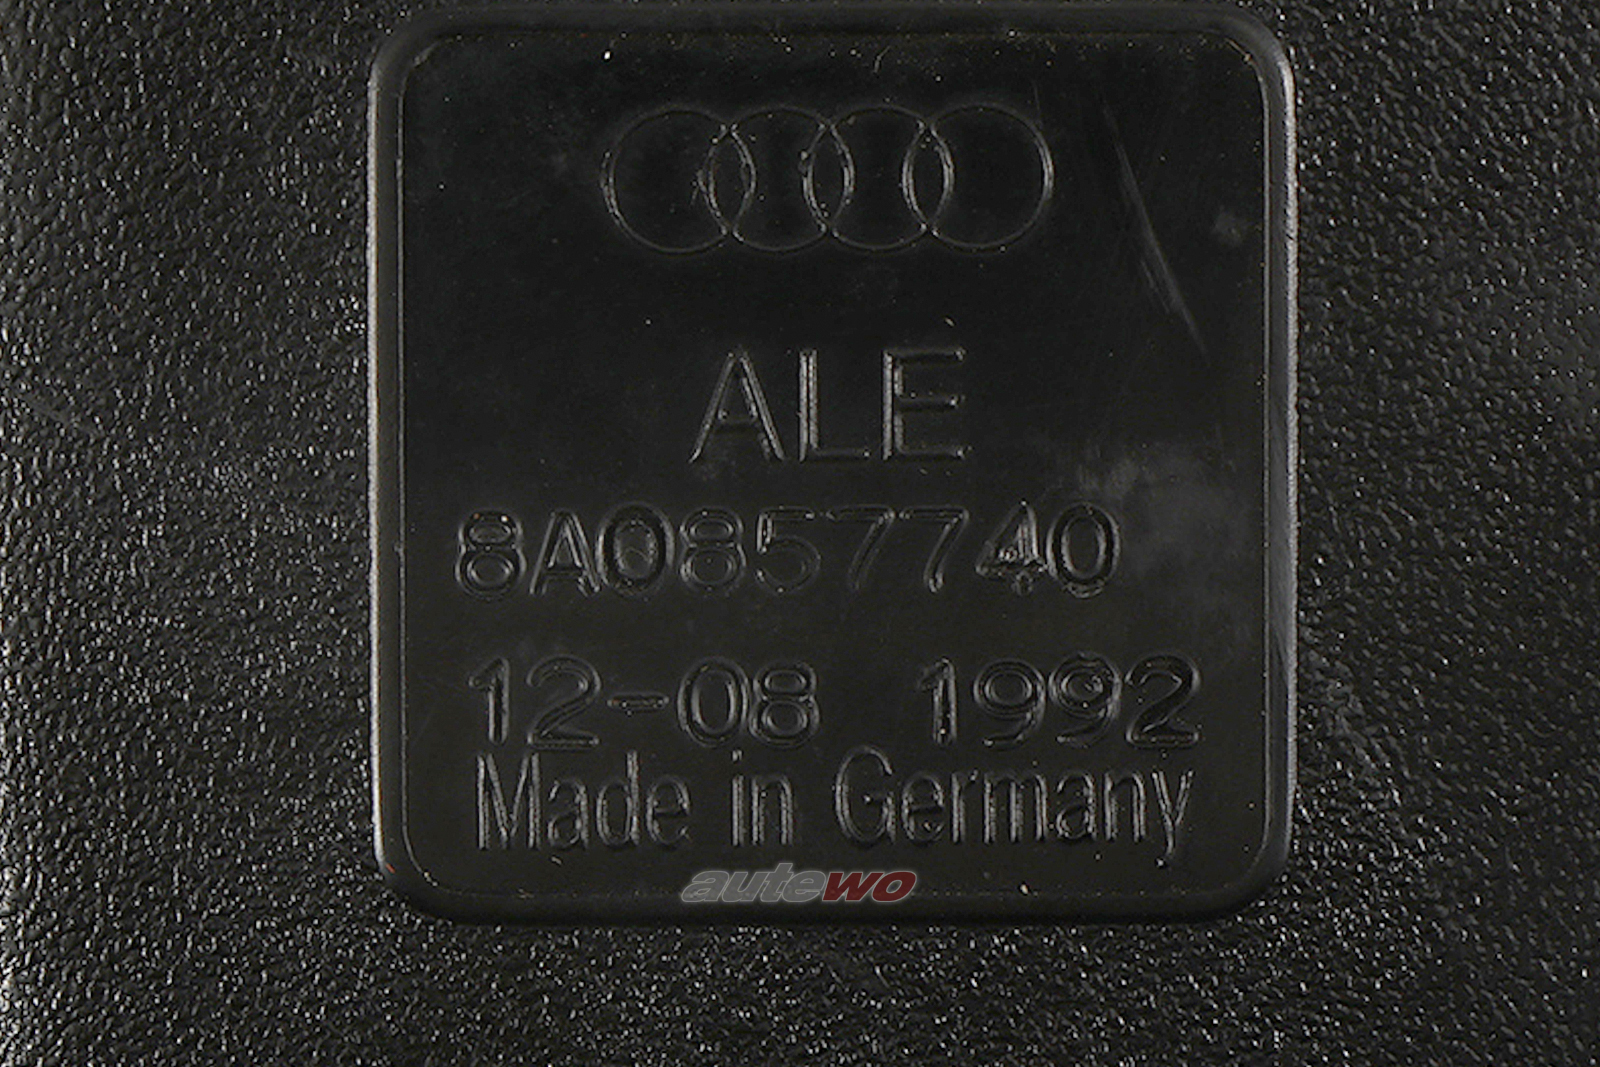 ALE
8A0857740
12-08 1992
Made in Germany
autewo